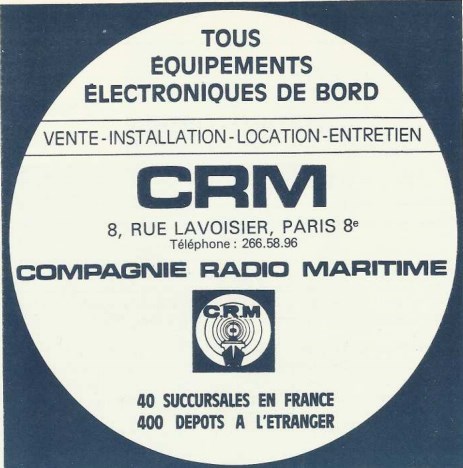 TOUS
ÉQUIPEMENTS
ÉLECTRONIQUES DE BORD
VENTE-INSTALLATION-LOCATION-ENTRETIEN
CRM
8, RUE LAVOISIER, PARIS 8e
Téléphone : 266.58.96
COMPAGNIE RADIO MARITIME
C.R.M
40 SUCCURSALES EN FRANCE
400 DEPOTS A L'ETRANGER